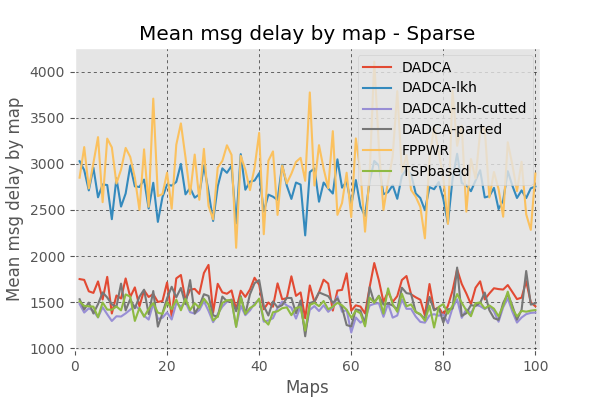 Mean msg delay by map - Sparse
Mean msg delay by map
4000
3500
3000
2500
2000
1500
1000
DADCA
DADCA-lkh
DADCA-lkh-cutted
DADCA-parted
FPPWR
TSPbased
0 20 40 60 80 100
Maps